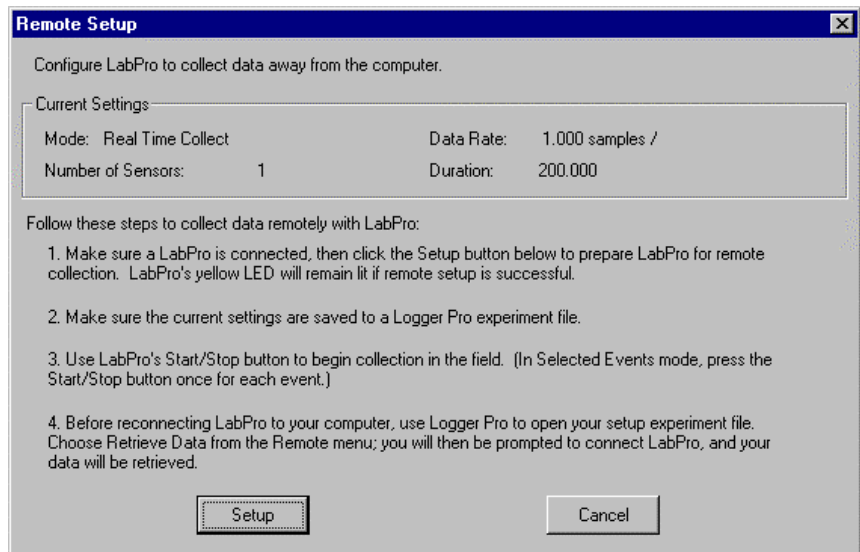 Remote Setup
Configure LabPro to collect data away from the computer.
Current Settings
Mode: Real Time Collect
Data Rate: 1.000 samples /
Number of Sensors: 1
Duration: 200.000
Follow these steps to collect data remotely with LabPro:
1. Make sure a LabPro is connected, then click the Setup button below to prepare LabPro for remote
collection. LabPro's yellow LED will remain lit if remote setup is successful.
2. Make sure the current settings are saved to a Logger Pro experiment file.
3. Use LabPro's Start/Stop button to begin collection in the field. (In Selected Events mode, press the
Start/Stop button once for each event.)
4. Before reconnecting LabPro to your computer, use Logger Pro to open your setup experiment file.
Choose Retrieve Data from the Remote menu; you will then be prompted to connect LabPro, and your
data will be retrieved.
Setup
Cancel